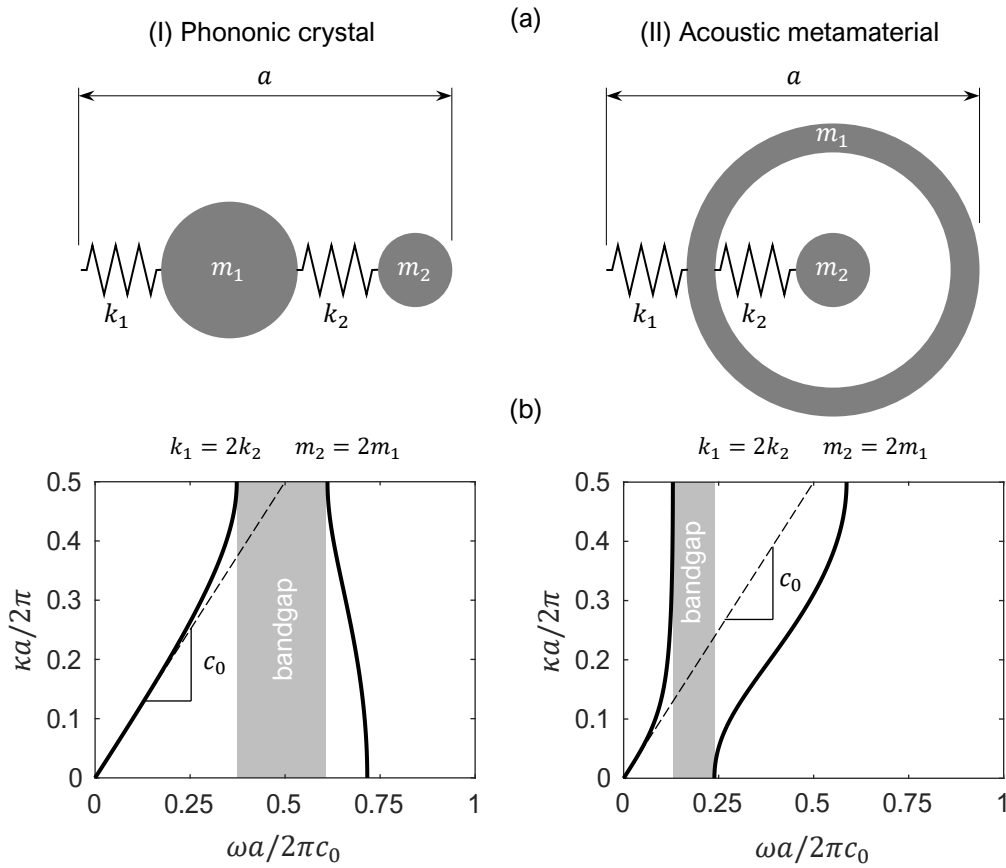 (a)
(I) Phononic crystal
(II) Acoustic metamaterial
a
a
m₁
m₁
m₂
m₂
k₁
k₂
k₁
k₂
(b)
k₁ = 2k₂ m₂ = 2m₁
k₁ = 2k₂ m₂ = 2m₁
0.5
0.4
0.3
0.2
0.1
0
κa/2π
bandgap
c₀
0
0.25
0.5
0.75
1
ωa/2πc₀
0.5
0.4
0.3
0.2
0.1
0
κa/2π
bandgap
c₀
0
0.25
0.5
0.75
1
ωa/2πc₀